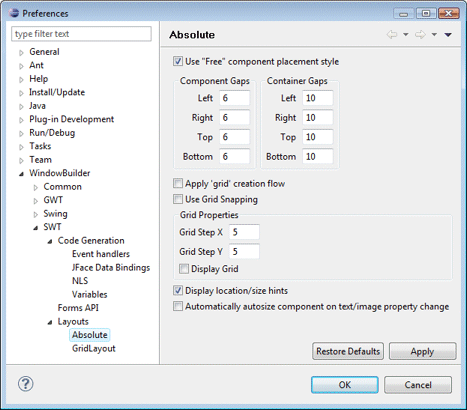 Preferences
type filter text
General
Ant
Help
Install/Update
Java
Plug-in Development
Run/Debug
Tasks
Team
WindowBuilder
Common
GWT
Swing
SWT
Code Generation
Event handlers
JFace Data Bindings
NLS
Variables
Forms API
Layouts
Absolute
GridLayout
Absolute
Use "Free" component placement style
Component Gaps Container Gaps
Left 6 Left 10
Right 6 Right 10
Top 6 Top 10
Bottom 6 Bottom 10
Apply 'grid' creation flow
Use Grid Snapping
Grid Properties
Grid Step X 5
Grid Step Y 5
Display Grid
Display location/size hints
Automatically autosize component on text/image property change
Restore Defaults Apply
? OK Cancel